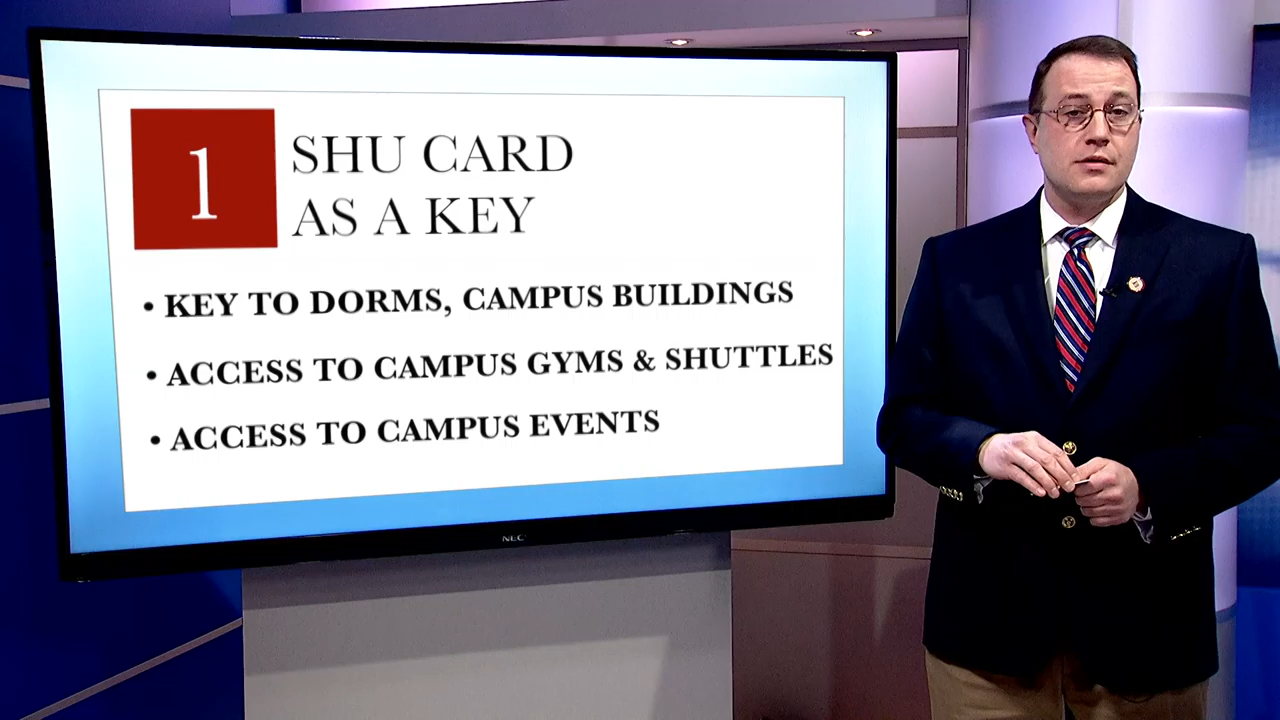 1
SHU CARD
AS A KEY
• KEY TO DORMS, CAMPUS BUILDINGS
• ACCESS TO CAMPUS GYMS & SHUTTLES
• ACCESS TO CAMPUS EVENTS
NEC